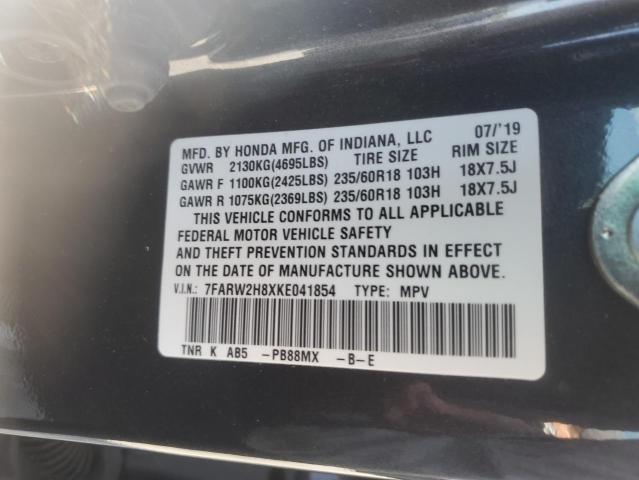 MFD. BY HONDA MFG. OF INDIANA, LLC 07/'19
GVWR 2130KG(4695LBS) TIRE SIZE RIM SIZE
GAWR F 1100KG(2425LBS) 235/60R18 103H 18X7.5J
GAWR R 1075KG(2369LBS) 235/60R18 103H 18X7.5J
THIS VEHICLE CONFORMS TO ALL APPLICABLE
FEDERAL MOTOR VEHICLE SAFETY
AND THEFT PREVENTION STANDARDS IN EFFECT
ON THE DATE OF MANUFACTURE SHOWN ABOVE.
V.I.N.: 7FARW2H8XKE041854 TYPE: MPV
TNR K AB5 -PB88MX -B-E